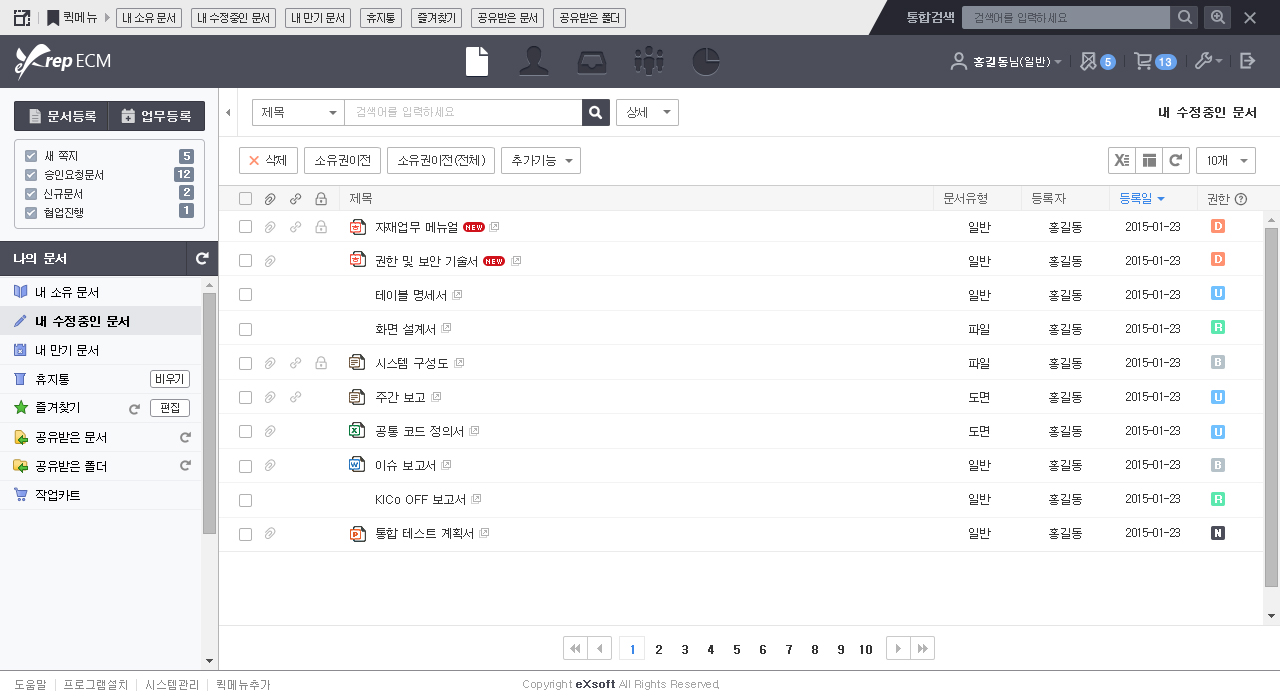 퀵메뉴 내 소유 문서 내 수정중인 문서 내 만기 문서 휴지통 즐겨찾기 공유받은 문서 공유받은 폴더 통합검색 검색어를 입력하세요
eXrep ECM 홍길동님(일반) 5 13
문서등록 업무등록
새 쪽지 5
승인요청문서 12
신규문서 2
협업진행 1
나의 문서
내 소유 문서
내 수정중인 문서
내 만기 문서
휴지통 비우기
즐겨찾기 편집
공유받은 문서
공유받은 폴더
작업카트
제목 검색어를 입력하세요 상세 내 수정중인 문서
삭제 소유권이전 소유권이전(전체) 추가기능 10개
제목 문서유형 등록자 등록일 권한
자재업무 메뉴얼 NEW 일반 홍길동 2015-01-23 D
권한 및 보안 기술서 NEW 일반 홍길동 2015-01-23 D
테이블 명세서 일반 홍길동 2015-01-23 U
화면 설계서 파일 홍길동 2015-01-23 R
시스템 구성도 파일 홍길동 2015-01-23 B
주간 보고 도면 홍길동 2015-01-23 U
공통 코드 정의서 도면 홍길동 2015-01-23 U
이슈 보고서 일반 홍길동 2015-01-23 B
KICo OFF 보고서 일반 홍길동 2015-01-23 R
통합 테스트 계획서 일반 홍길동 2015-01-23 N
1 2 3 4 5 6 7 8 9 10
도움말 프로그램설치 시스템관리 퀵메뉴추가 Copyright eXsoft All Rights Reserved.